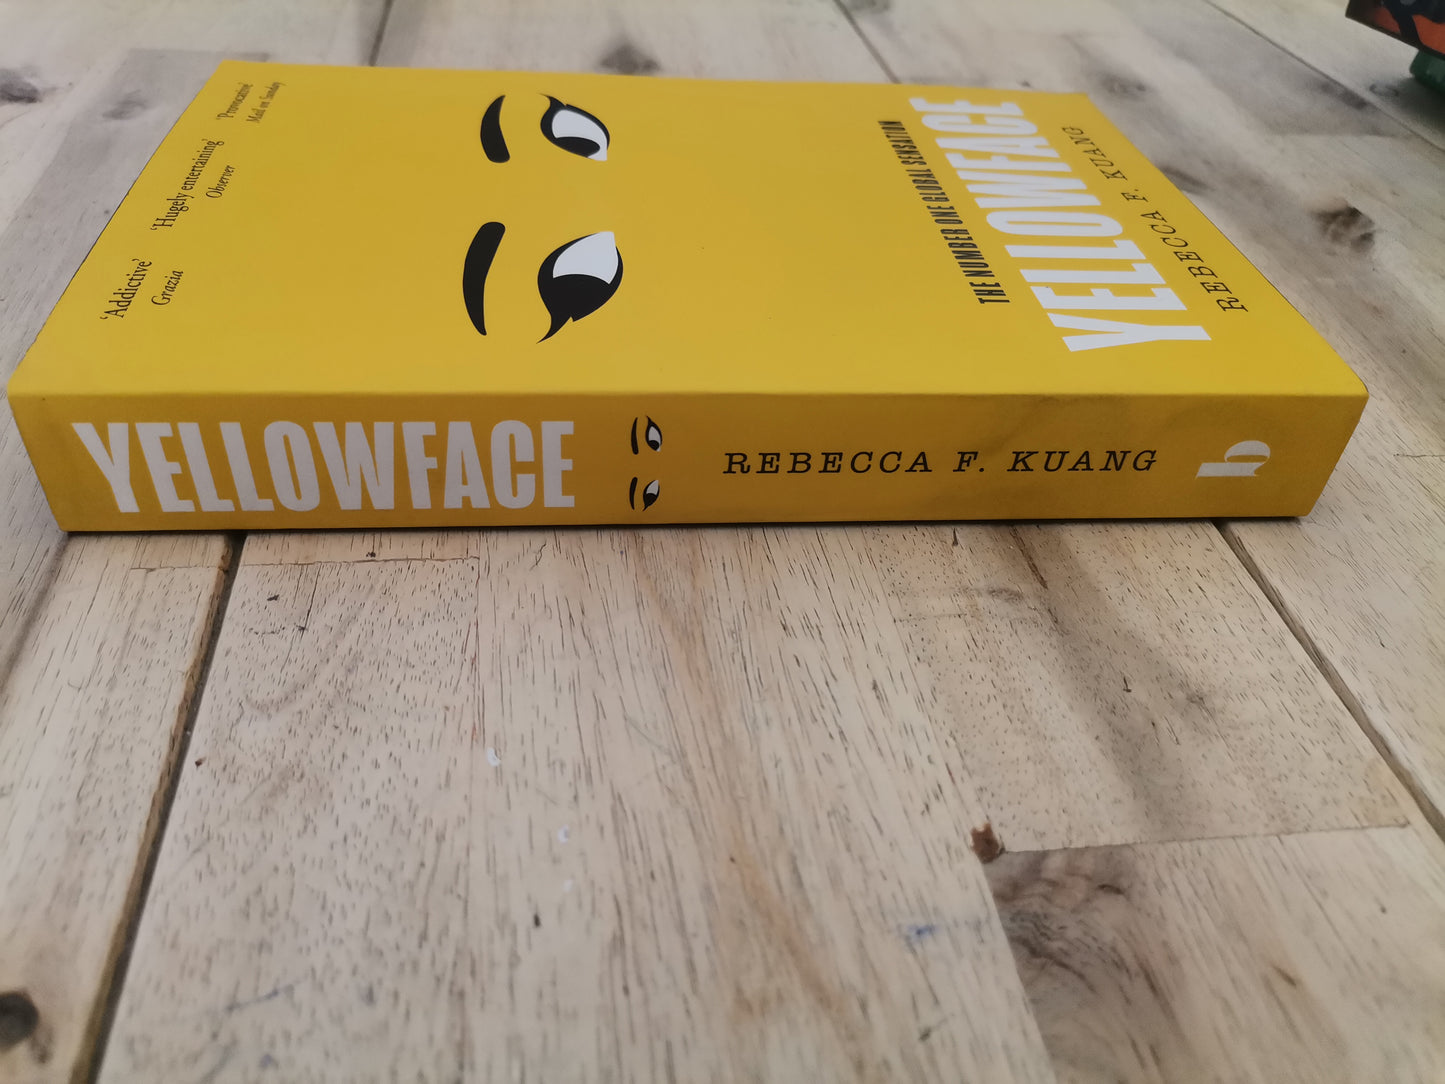 'Addictive'
Grazia
'Hugely entertaining'
Observer
'Provocative'
Mail on Sunday
THE NUMBER ONE GLOBAL SENSATION
YELLOWFACE
REBECCA F. KUANG
YELLOWFACE
REBECCA F. KUANG
b